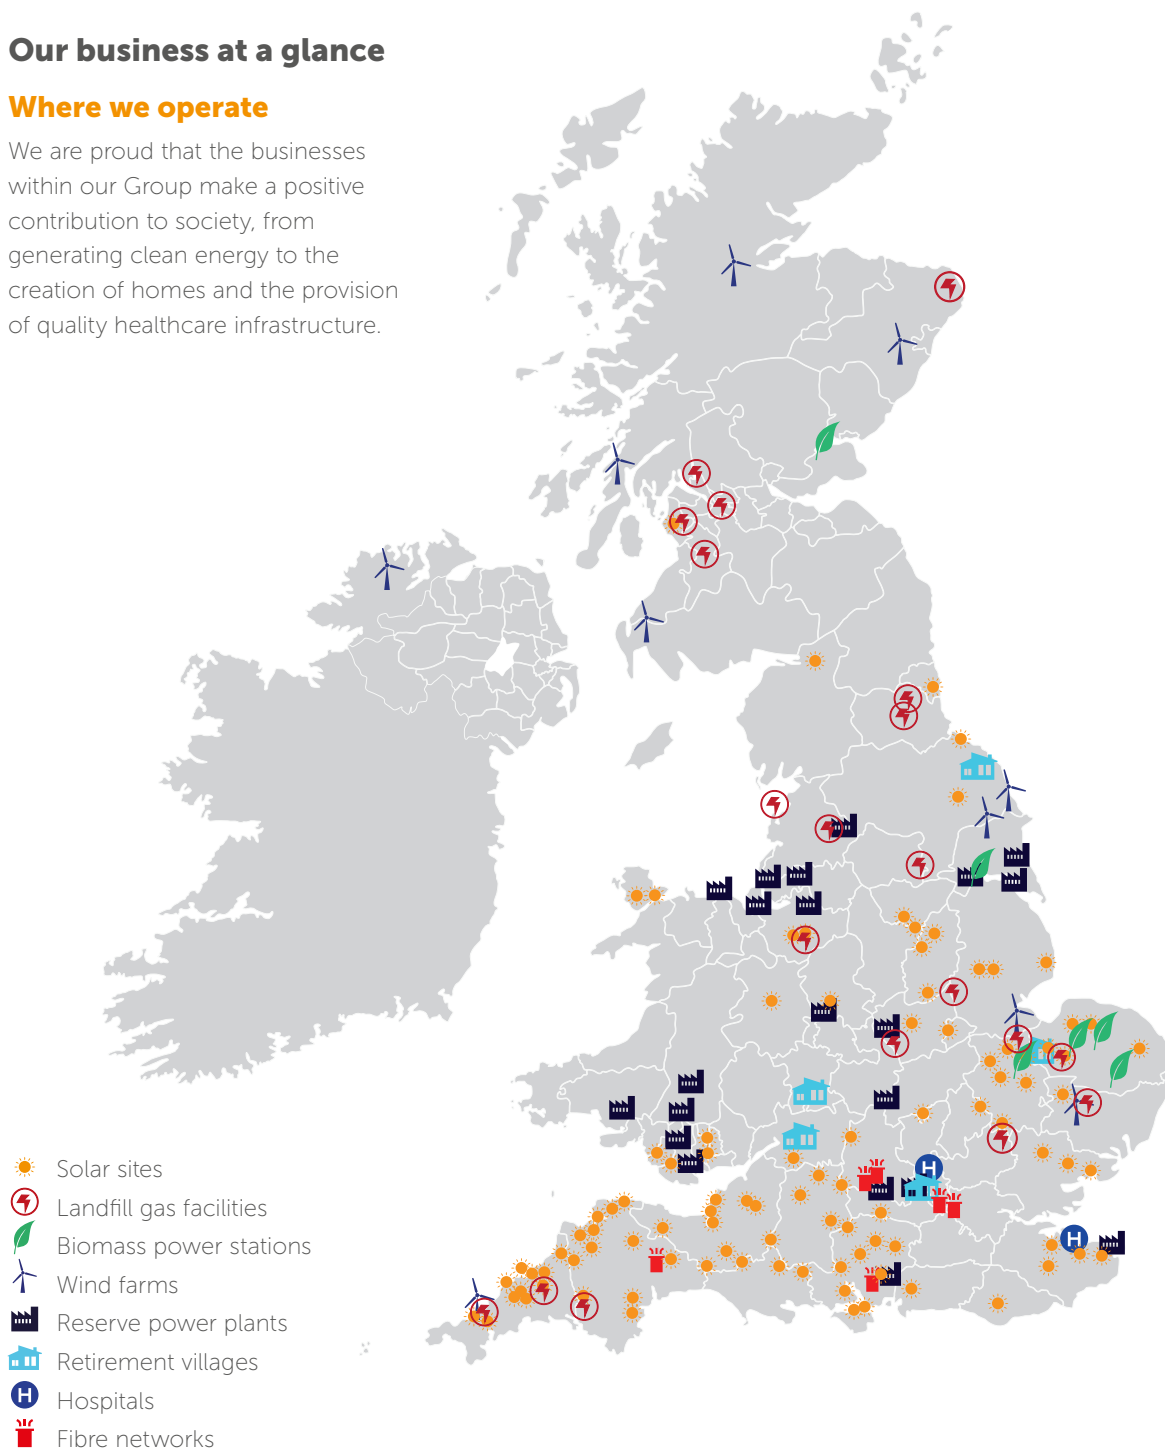 Our business at a glance
Where we operate
We are proud that the businesses
within our Group make a positive
contribution to society, from
generating clean energy to the
creation of homes and the provision
of quality healthcare infrastructure.
H
H
Solar sites
Landfill gas facilities
Biomass power stations
Wind farms
Reserve power plants
Retirement villages
H Hospitals
Fibre networks